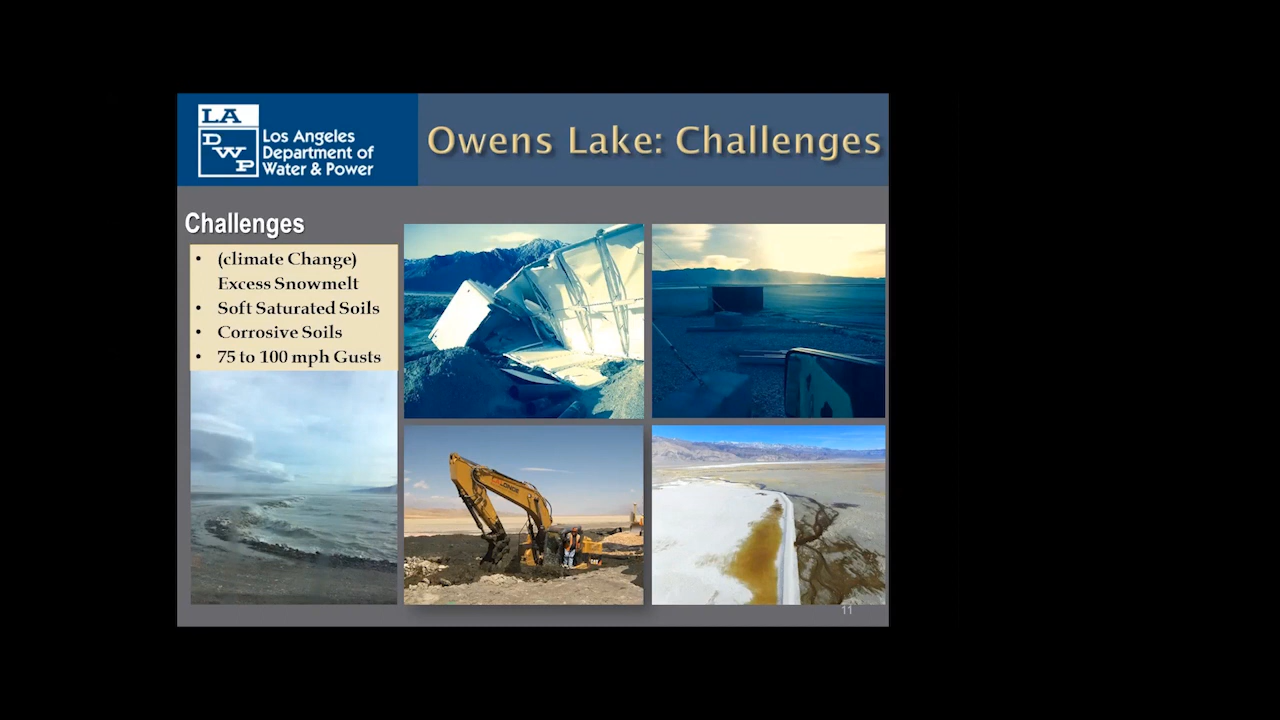 LA
DWP
Los Angeles
Department of
Water & Power
Owens Lake: Challenges
Challenges
• (climate Change)
Excess Snowmelt
• Soft Saturated Soils
• Corrosive Soils
• 75 to 100 mph Gusts
11